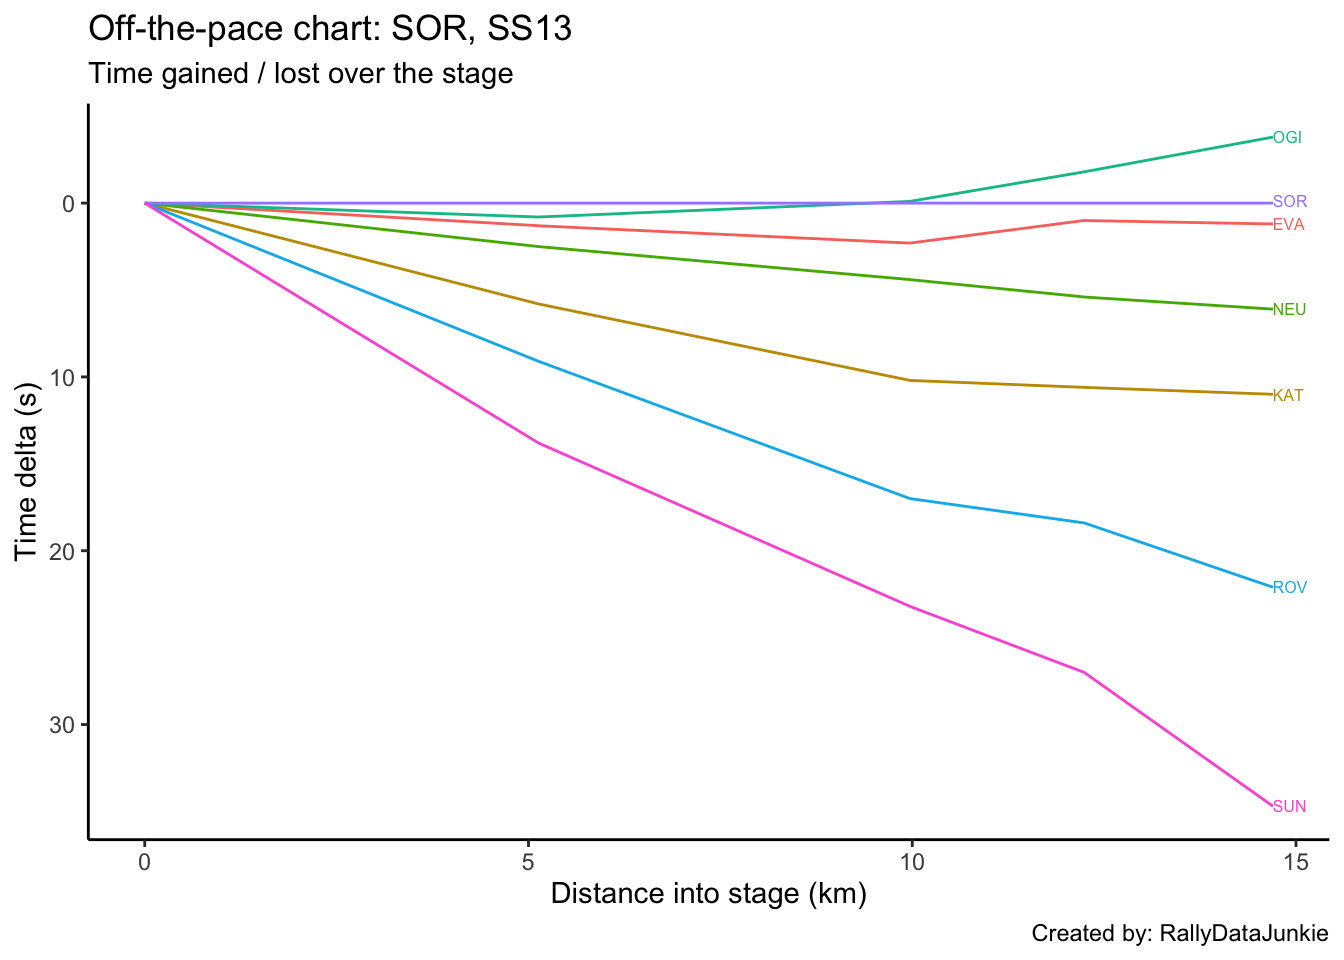 Off-the-pace chart: SOR, SS13
Time gained / lost over the stage
OGI
0
SOR
EVA
NEU
10
KAT
Time delta (s)
20
ROV
30
SUN
0 5 10 15
Distance into stage (km)
Created by: RallyDataJunkie